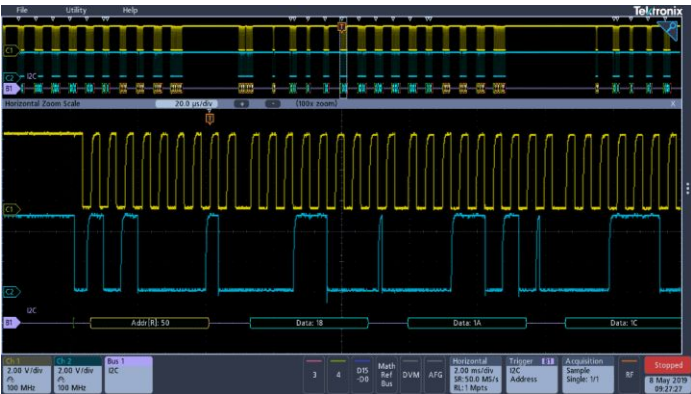 File Utility Help Tektronix
C1
C2 I2C
B1
Horizontal Zoom Scale 20.0 µs/div + - (100x zoom) X
T
C1
C2
I2C
B1 [ Addr[R]: 50 Data: 1B Data: 1A Data: 1C
Ch 1 Ch 2 Bus 1 Horizontal Trigger Acquisition Stopped
2.00 V/div 2.00 V/div I2C 3 4 D15 Math DVM AFG 2.00 ms/div I2C Sample RF
-D0 Ref SR: 50.0 MS/s Address Single: 1/1 8 May 2019
100 MHz 100 MHz Bus RL: 1 Mpts 09:27:27